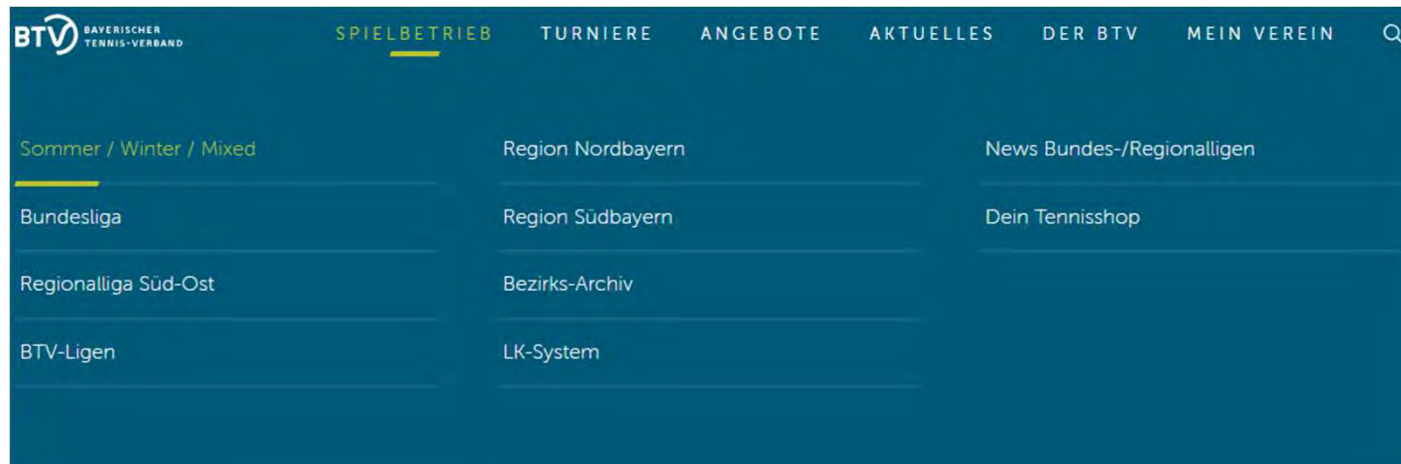 BTV BAYERISCHER TENNIS-VERBAND
SPIELBETRIEB TURNIERE ANGEBOTE AKTUELLES DER BTV MEIN VEREIN
Sommer / Winter / Mixed
Bundesliga
Regionalliga Süd-Ost
BTV-Ligen
Region Nordbayern
Region Südbayern
Bezirks-Archiv
LK-System
News Bundes-/Regionalligen
Dein Tennisshop